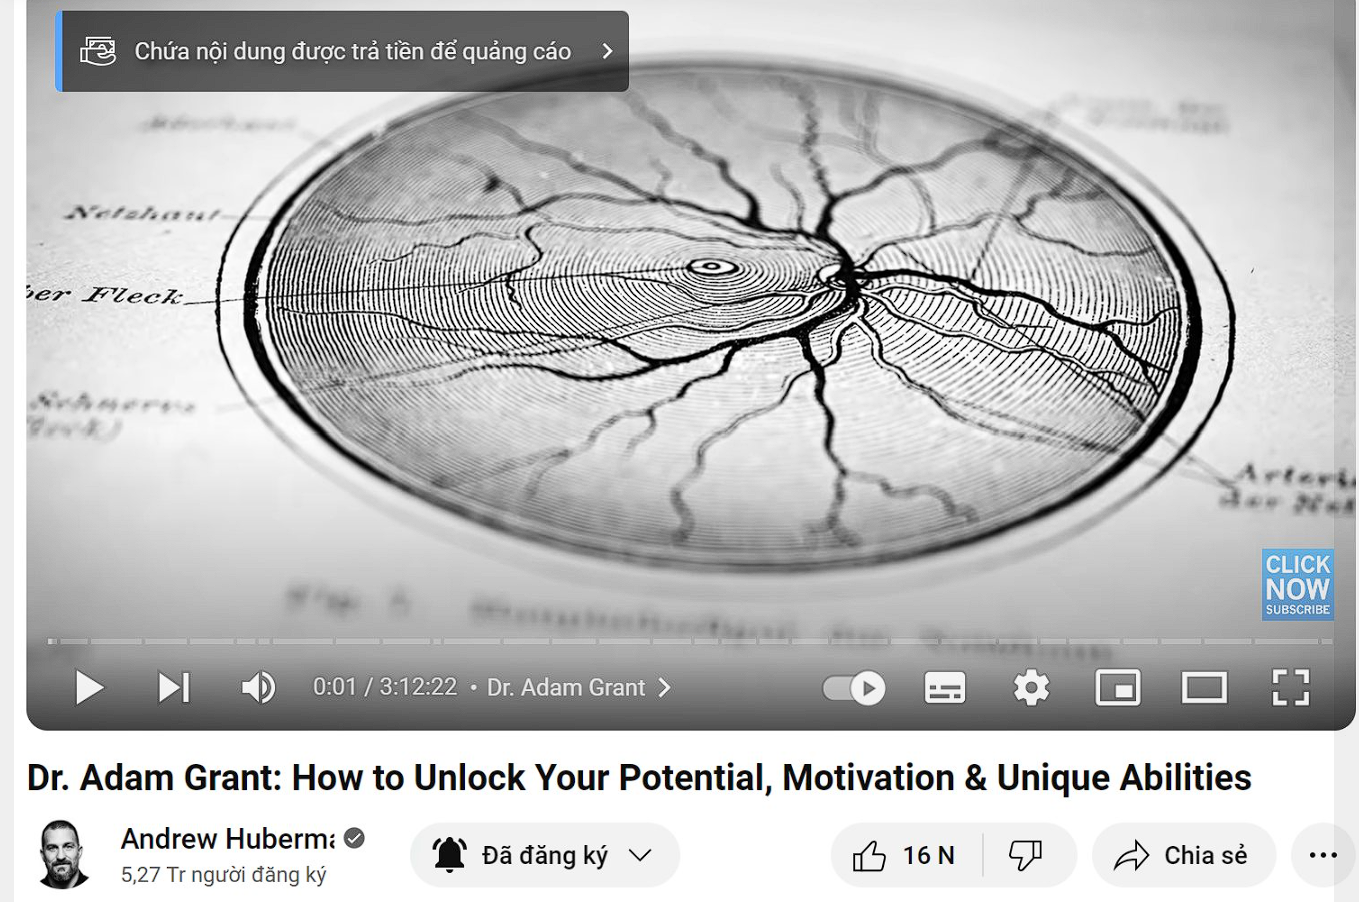 Chứa nội dung được trả tiền để quảng cáo
Netzhaut
ber Fleck
Schnerve
Arteri
der Net
CLICK
NOW
SUBSCRIBE
0:01 / 3:12:22 • Dr. Adam Grant
Dr. Adam Grant: How to Unlock Your Potential, Motivation & Unique Abilities
Andrew Huberma
5,27 Tr người đăng ký
Đã đăng ký
16 N
Chia sẻ